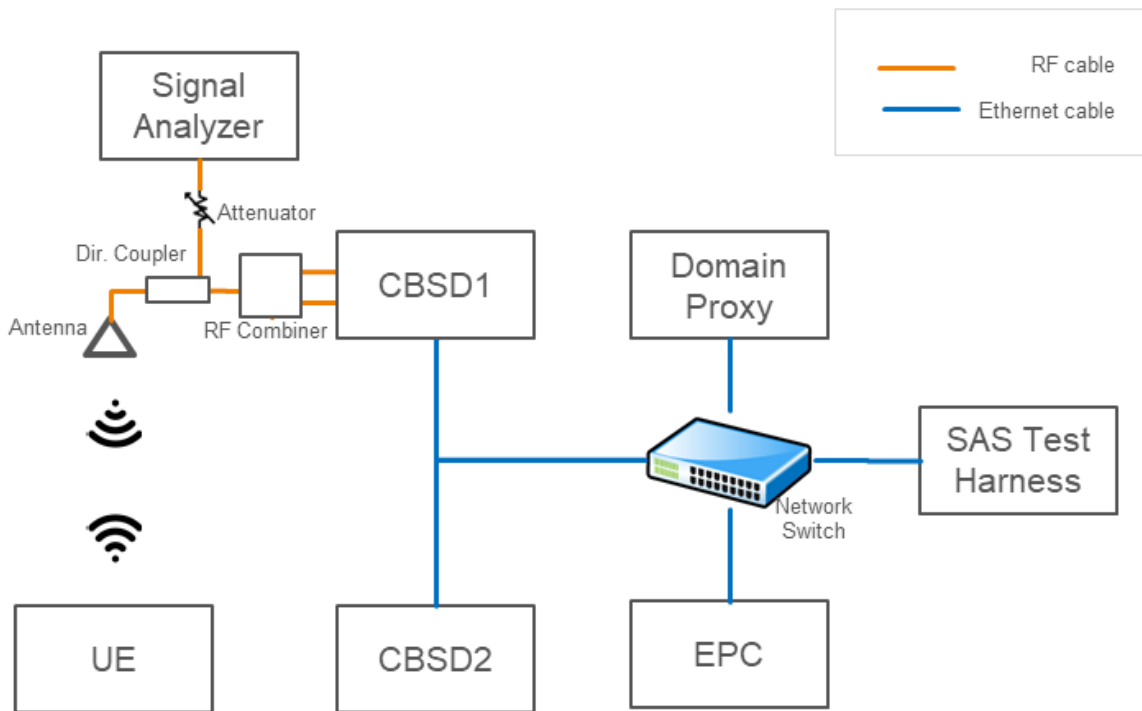 RF cable
Ethernet cable
Signal
Analyzer
Attenuator
Dir. Coupler
Antenna
RF Combiner
CBSD1
Domain
Proxy
SAS Test
Harness
Network
Switch
UE
CBSD2
EPC